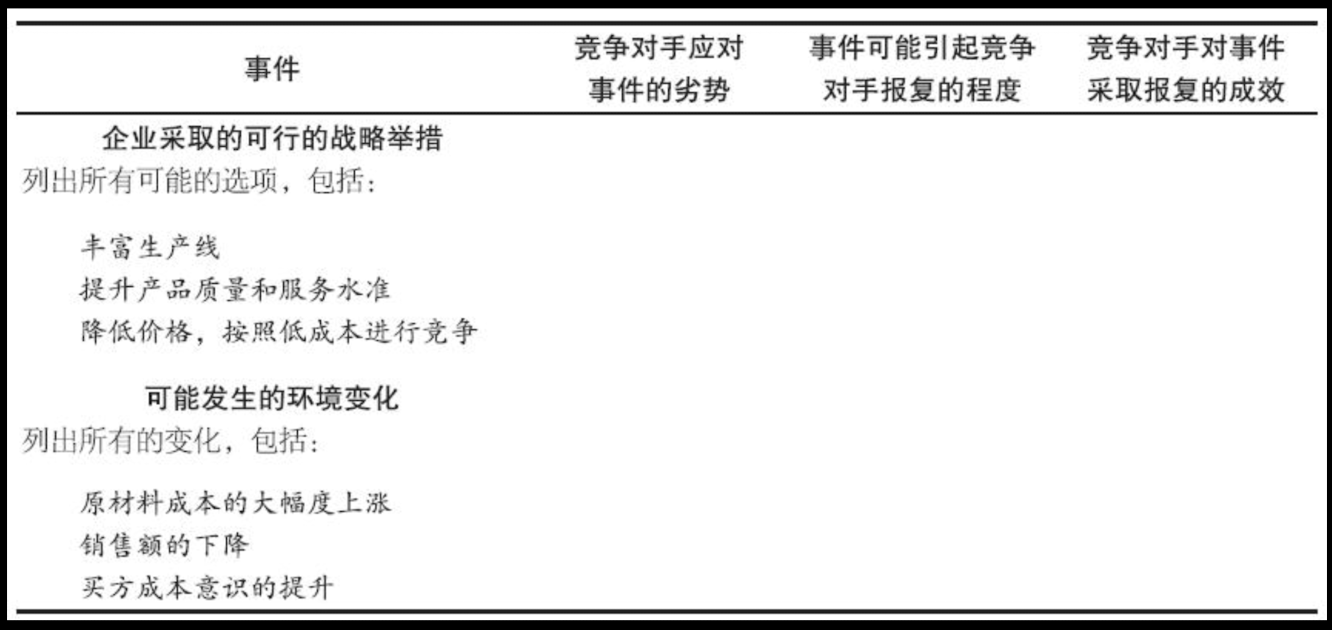 事件
竞争对手应对
事件的劣势
事件可能引起竞争
对手报复的程度
竞争对手对事件
采取报复的成效
企业采取的可行的战略举措
列出所有可能的选项，包括：
丰富生产线
提升产品质量和服务水准
降低价格，按照低成本进行竞争
可能发生的环境变化
列出所有的变化，包括：
原材料成本的大幅度上涨
销售额的下降
买方成本意识的提升